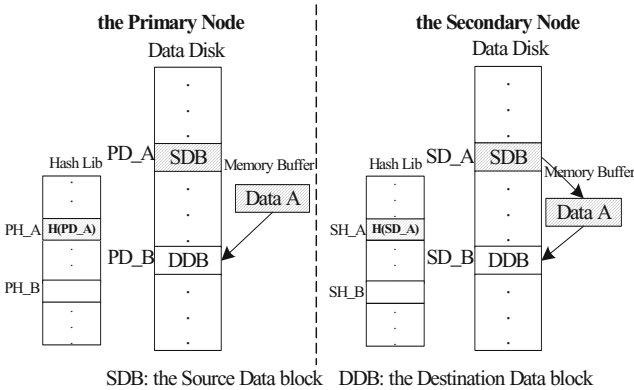 the Primary Node
Data Disk
PD_A
SDB
Hash Lib
Memory Buffer
Data A
PH_A
H(PD_A)
PD_B
DDB
PH_B
the Secondary Node
Data Disk
SD_A
SDB
Hash Lib
Memory Buffer
Data A
SH_A
H(SD_A)
SD_B
DDB
SH_B
SDB: the Source Data block DDB: the Destination Data block